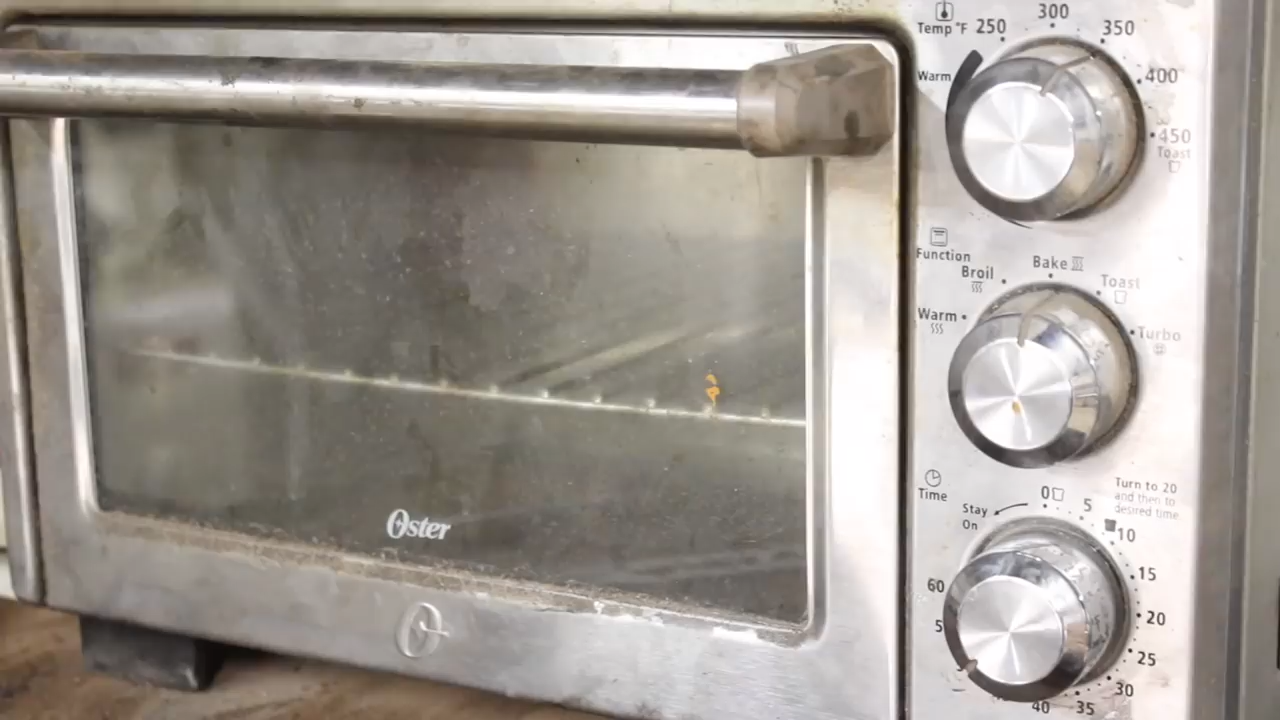 Temp °F
250
300
350
Warm
400
450
Toast
Function
Broil
Bake
Toast
Warm
Turbo
Oster
Time
Stay
On
0
5
Turn to 20
and then to
desired time
10
15
60
20
5
25
30
40
35